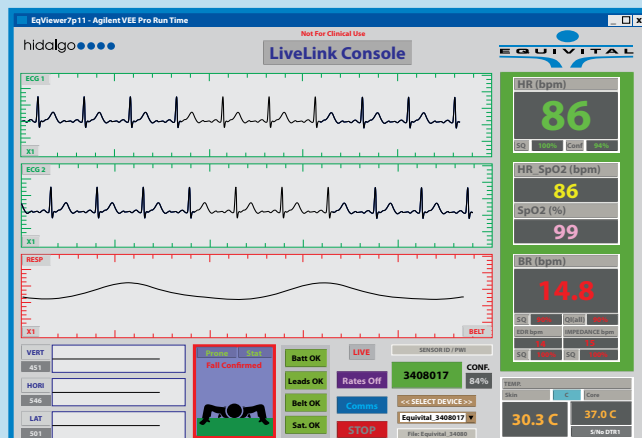 EqViewer7p11 - Agilent VEE Pro Run Time
Not For Clinical Use
hidalgo
LiveLink Console
EQUIVITAL
ECG 1
X1
ECG 2
X1
RESP
X1
BELT
HR (bpm)
86
SQ 100% Conf 94%
HR_SpO2 (bpm)
86
SpO2 (%)
99
BR (bpm)
14.8
SQ Q(all)
EDR bpm IMPEDANCE bpm
SQ 100% SQ 100%
VERT
451
HORI
546
LAT
501
Prone Stat
Fall Confirmed
Batt OK
Leads OK
Belt OK
Sat. OK
LIVE
Rates Off
Comms
STOP
SENSOR ID / PWI
3408017
CONF.
84%
<< SELECT DEVICE >>
Equivital_3408017
File: Equivital_34080
TEMP.
Skin C Core
30.3 C
37.0 C
S/No DTR1